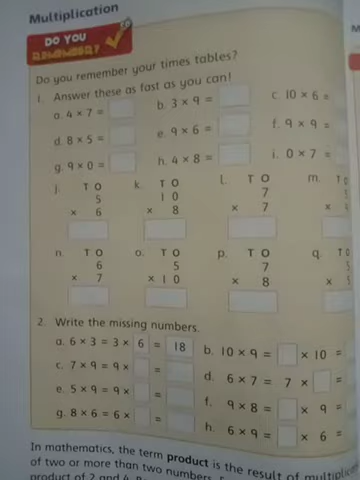 Multiplication
DO YOU
REMEMBER?
Do you remember your times tables?
1. Answer these as fast as you can!
a. 4 × 7 = b. 3 × 9 = c. 10 × 6 =
d. 8 × 5 = e. 9 × 6 = f. 9 × 9 =
g. 9 × 0 = h. 4 × 8 = i. 0 × 7 =
j. T O k. T O l. T O m. T O
5 1 0 7
× 6 × 8 × 7 ×
n. T O o. T O p. T O q. T O
6 5 7
× 7 × 1 0 × 8 ×
2. Write the missing numbers.
a. 6 × 3 = 3 × 6 = 18 b. 10 × 9 = × 10 =
c. 7 × 9 = 9 × = d. 6 × 7 = 7 × =
e. 5 × 9 = 9 × = f. 9 × 8 = × 9 =
g. 8 × 6 = 6 × = h. 6 × 9 = × 6 =
In mathematics, the term product is the result of
of two or more than two numbers.
product of 2 and 4